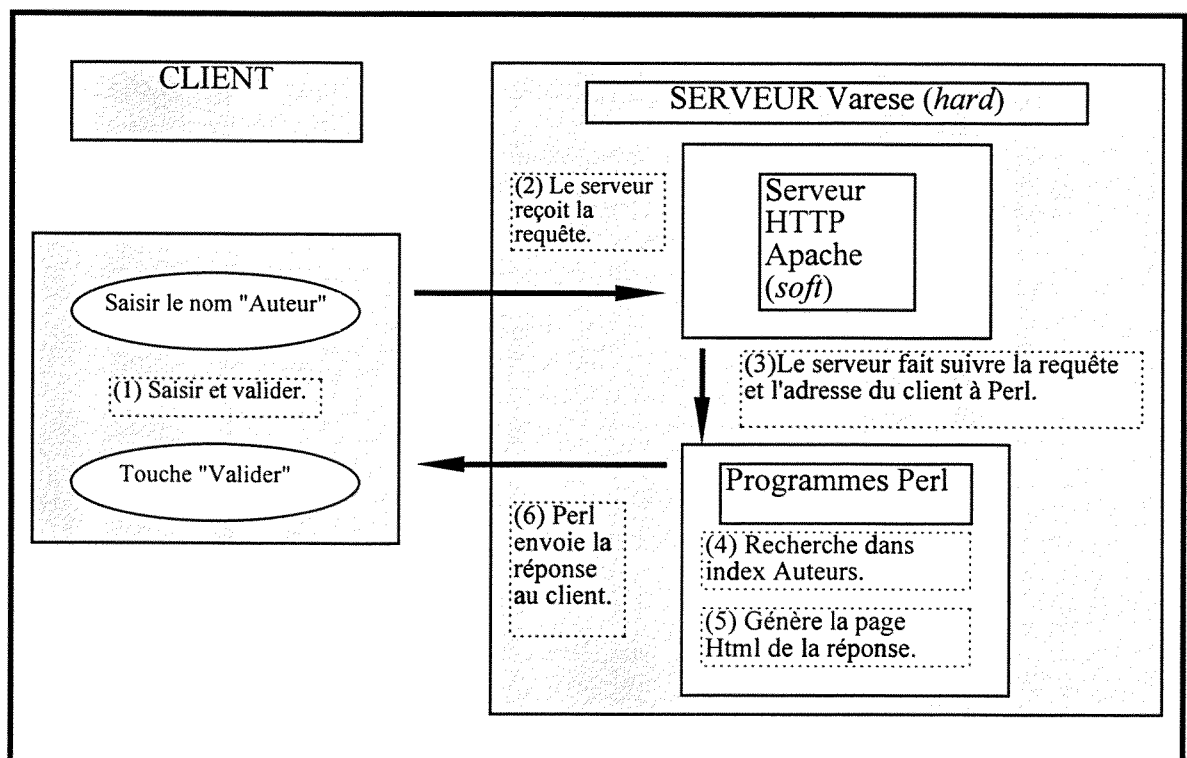 CLIENT
SERVEUR Varese (hard)
(2) Le serveur
reçoit la
requête.
Serveur
HTTP
Apache
(soft)
Saisir le nom "Auteur"
(1) Saisir et valider.
Touche "Valider"
(3)Le serveur fait suivre la requête
et l'adresse du client à Perl.
Programmes Perl
(4) Recherche dans
index Auteurs.
(5) Génère la page
Html de la réponse.
(6) Perl
envoie la
réponse
au client.